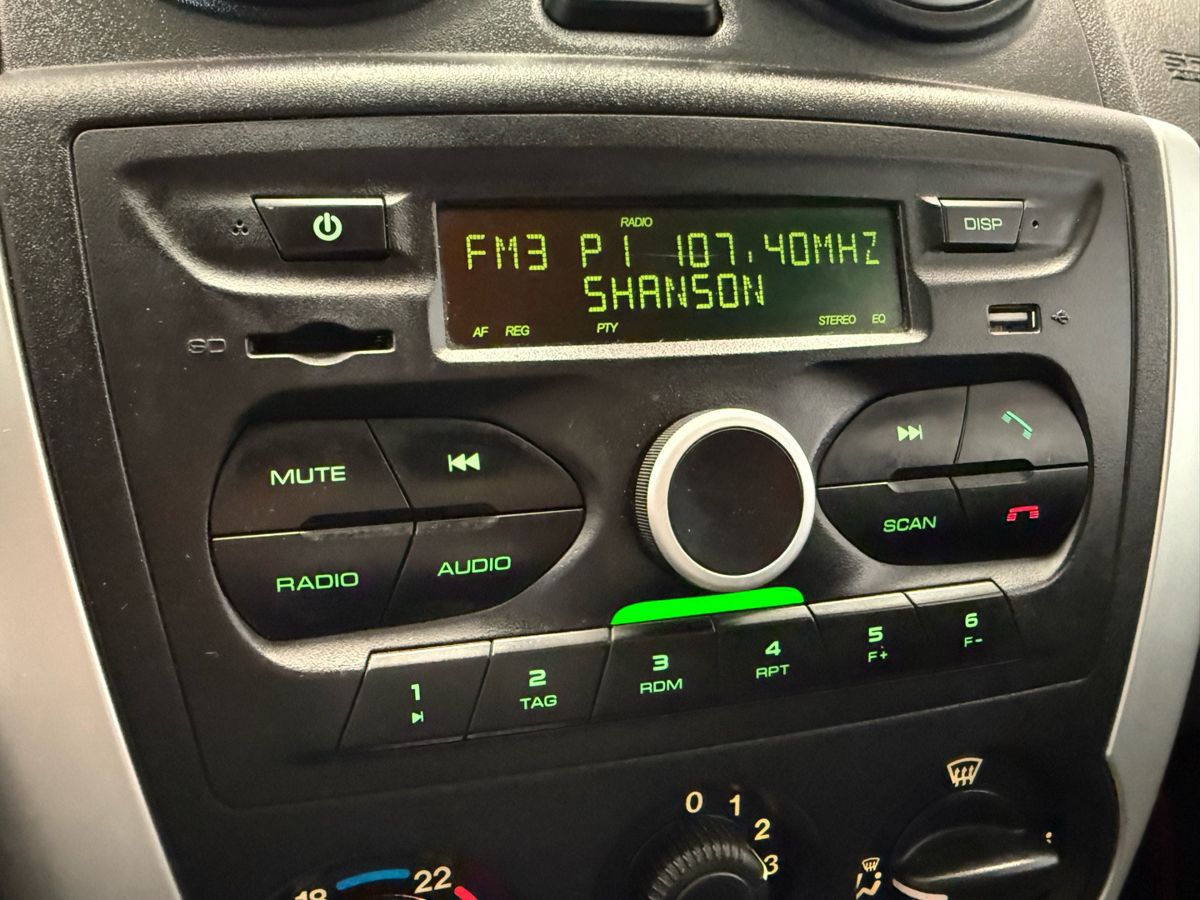 RADIO
FM3 P1 107.40MHZ
SHANSON
AF REG PTY STEREO EQ
DISP
MUTE
RADIO
AUDIO
SCAN
1
2
TAG
3
RDM
4
RPT
5
F+
6
F-
0
1
2
3
18
22